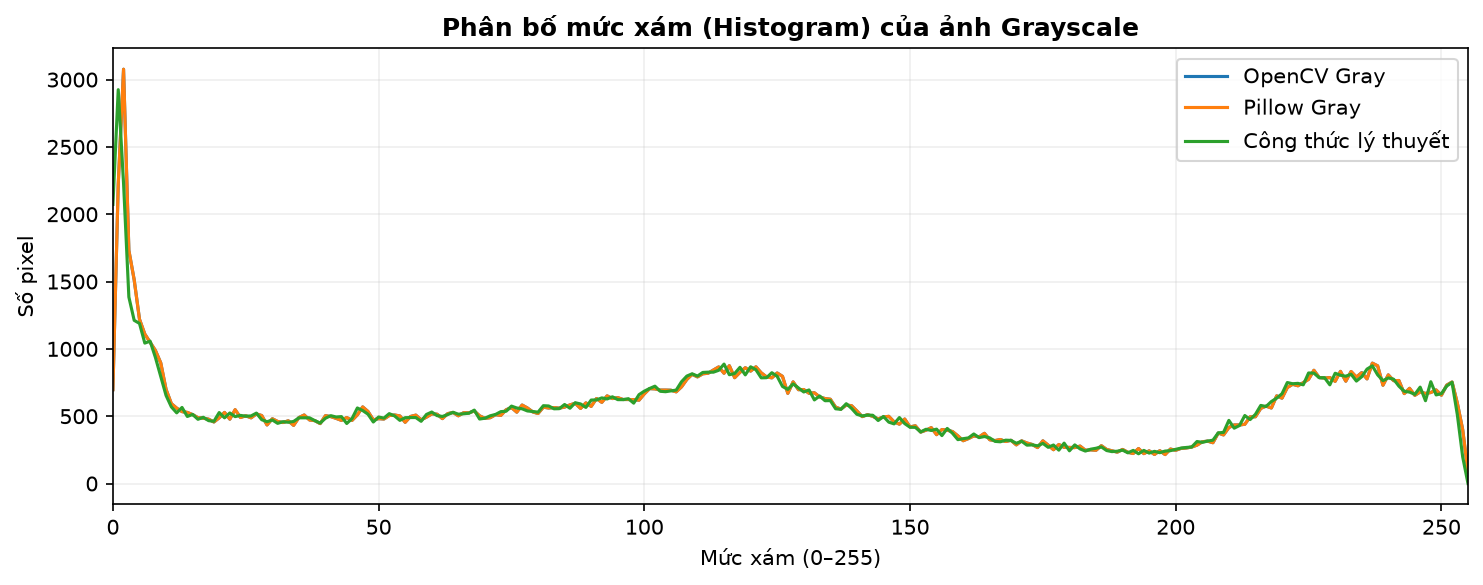 Phân bố mức xám (Histogram) của ảnh Grayscale
OpenCV Gray
Pillow Gray
Công thức lý thuyết
Số pixel
3000
2500
2000
1500
1000
500
0
0 50 100 150 200 250
Mức xám (0–255)